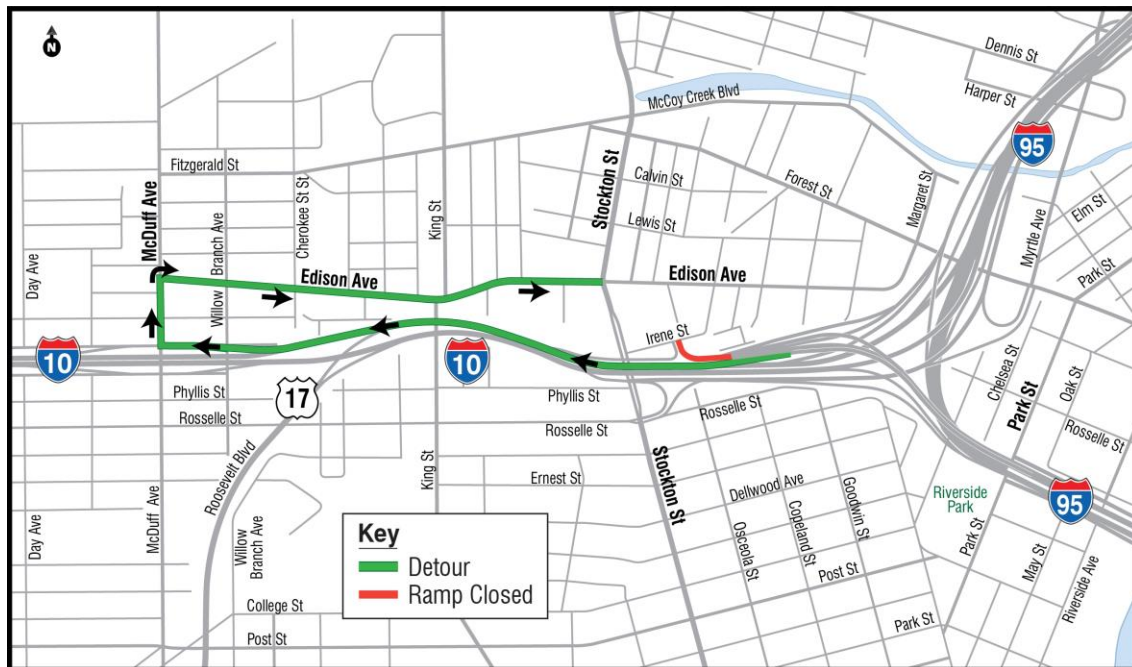 N
Dennis St
Harper St
McCoy Creek Blvd
95
Fitzgerald St
Calvin St
Forest St
Margaret St
Elm St
Myrtle Ave
Park St
McDuff Ave
Branch Ave
Willow
Cherokee St St
King St
Stockton St
Lewis St
Day Ave
Edison Ave
Edison Ave
Irene St
10
10
Phyllis St
17
Phyllis St
Rosselle St
Rosselle St
Rosselle St
Chelsea St
Park St
Oak St
Rosselle St
Roosevelt Blvd
King St
Ernest St
Stockton St
Dellwood Ave
Goodwin St
Copeland St
Osceola St
Riverside
Park
95
Day Ave
McDuff Ave
Willow
Branch Ave
Key
Detour
Ramp Closed
Post St
Park St
May St
Riverside Ave
College St
Post St
Park St